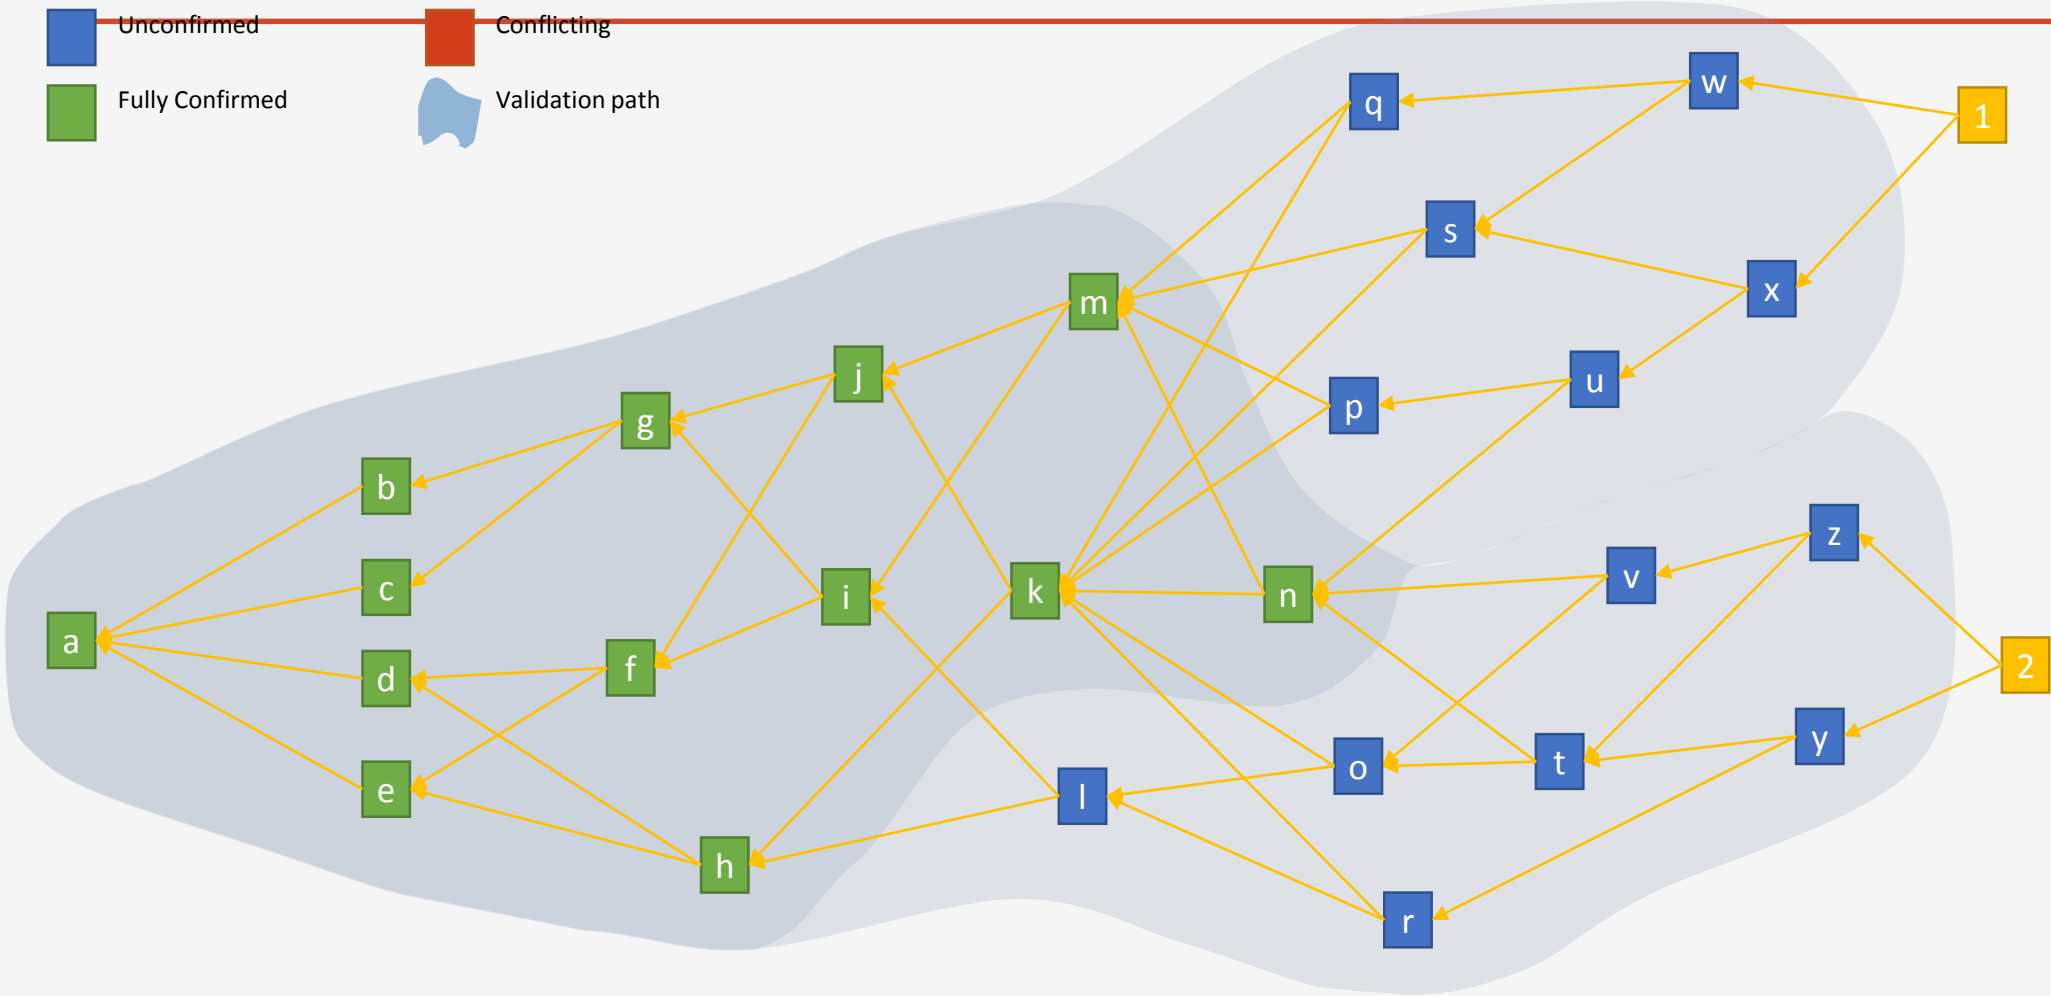 Unconfirmed
Conflicting
Fully Confirmed
Validation path
w
q
1
s
x
m
j
u
p
g
b
z
v
c
i
k
n
a
f
d
2
y
o
t
e
l
h
r